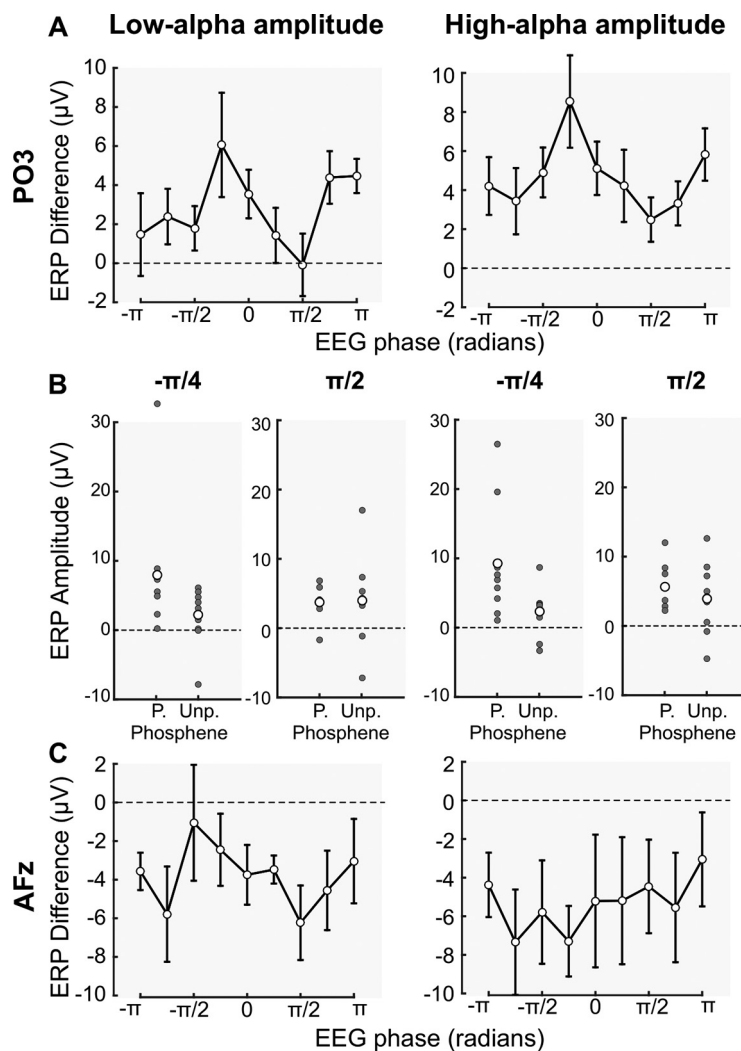 A Low-alpha amplitude High-alpha amplitude
PO3
ERP Difference (µV)
10
8
6
4
2
0
-2
-π -π/2 0 π/2 π
10
8
6
4
2
0
-2
-π -π/2 0 π/2 π
EEG phase (radians)
B -π/4 π/2 -π/4 π/2
ERP Amplitude (µV)
30
20
10
0
-10
P. Unp.
Phosphene
30
20
10
0
-10
P. Unp.
Phosphene
30
20
10
0
-10
P. Unp.
Phosphene
30
20
10
0
-10
P. Unp.
Phosphene
C
AFz
ERP Difference (µV)
2
0
-2
-4
-6
-8
-10
-π -π/2 0 π/2 π
2
0
-2
-4
-6
-8
-10
-π -π/2 0 π/2 π
EEG phase (radians)